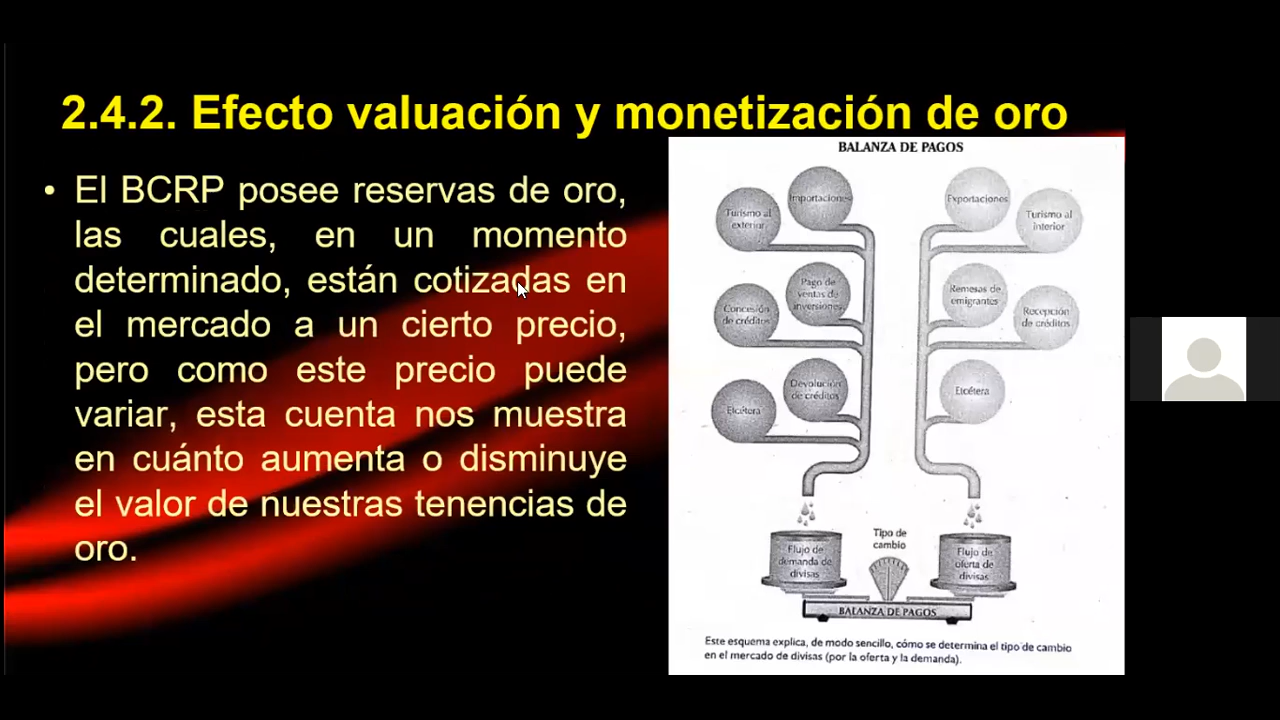 2.4.2. Efecto valuación y monetización de oro
• El BCRP posee reservas de oro,
las cuales, en un momento
determinado, están cotizadas en
el mercado a un cierto precio,
pero como este precio puede
variar, esta cuenta nos muestra
en cuánto aumenta o disminuye
el valor de nuestras tenencias de
oro.
BALANZA DE PAGOS
Turismo al
exterior
Importaciones
Exportaciones
Turismo al
interior
Concesión
de créditos
Pago de
ventas de
inversiones
Remesas de
emigrantes
Recepción
de créditos
Etcétera
Devolución
de créditos
Etcétera
Flujo de
demanda de
divisas
Tipo de
cambio
Flujo de
oferta de
divisas
BALANZA DE PAGOS
Este esquema explica, de modo sencillo, cómo se determina el tipo de cambio
en el mercado de divisas (por la oferta y la demanda).